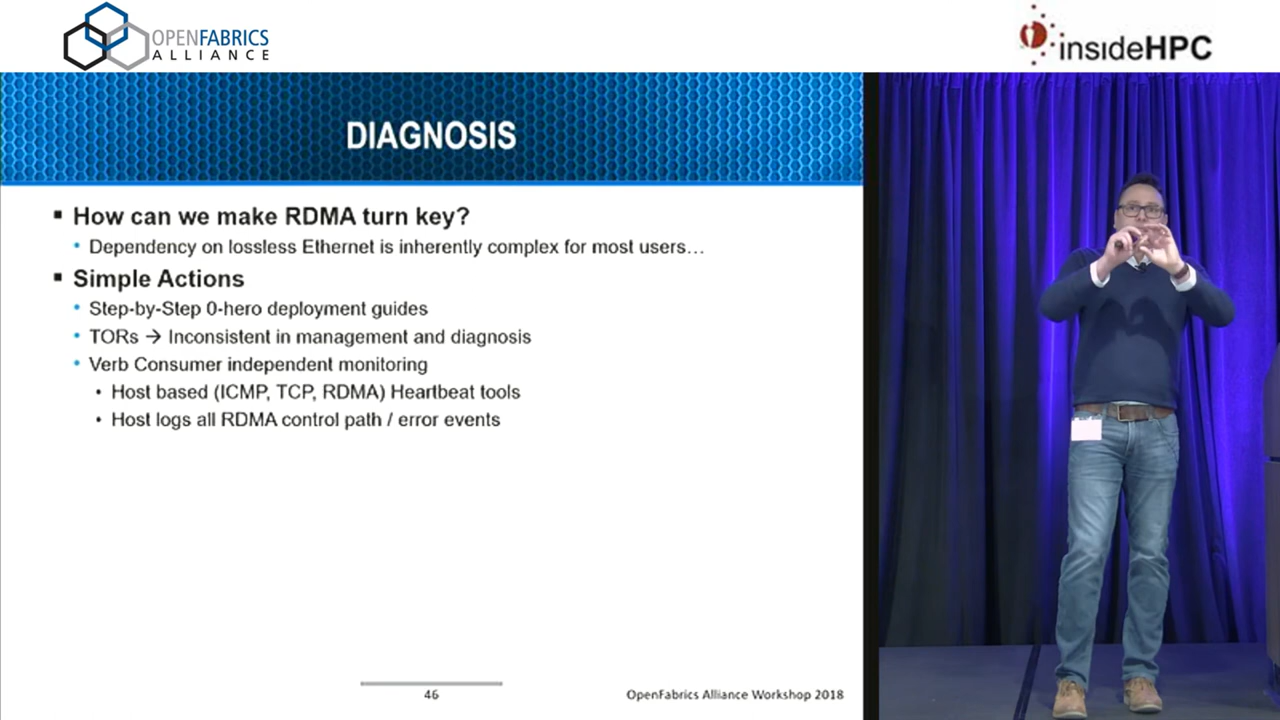 OPENFABRICS
ALLIANCE
insideHPC
DIAGNOSIS
▪ How can we make RDMA turn key?
• Dependency on lossless Ethernet is inherently complex for most users…
▪ Simple Actions
• Step-by-Step 0-hero deployment guides
• TORs → Inconsistent in management and diagnosis
• Verb Consumer independent monitoring
• Host based (ICMP, TCP, RDMA) Heartbeat tools
• Host logs all RDMA control path / error events
46
OpenFabrics Alliance Workshop 2018